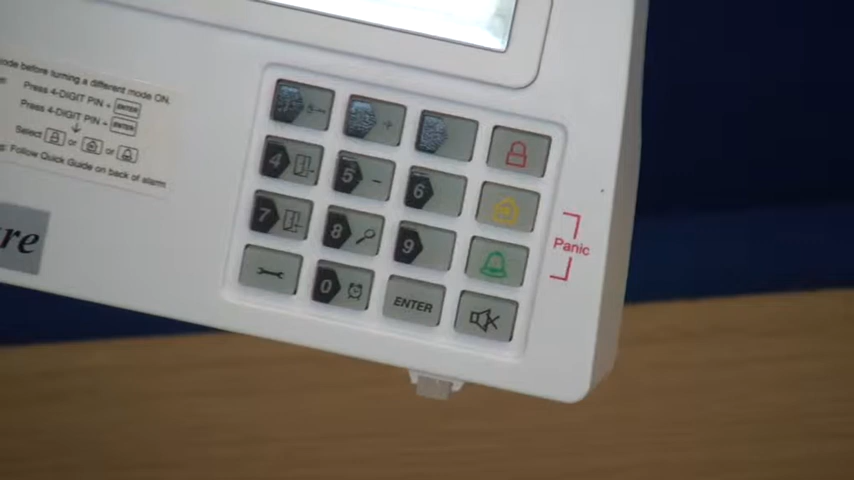 before turning a different mode ON.
Press 4-DIGIT PIN + ENTER
Press 4-DIGIT PIN + ENTER
Select or or
Follow Quick Guide on back of alarm
+
4 5 - 6
7 8 9
0 ENTER
Panic
re